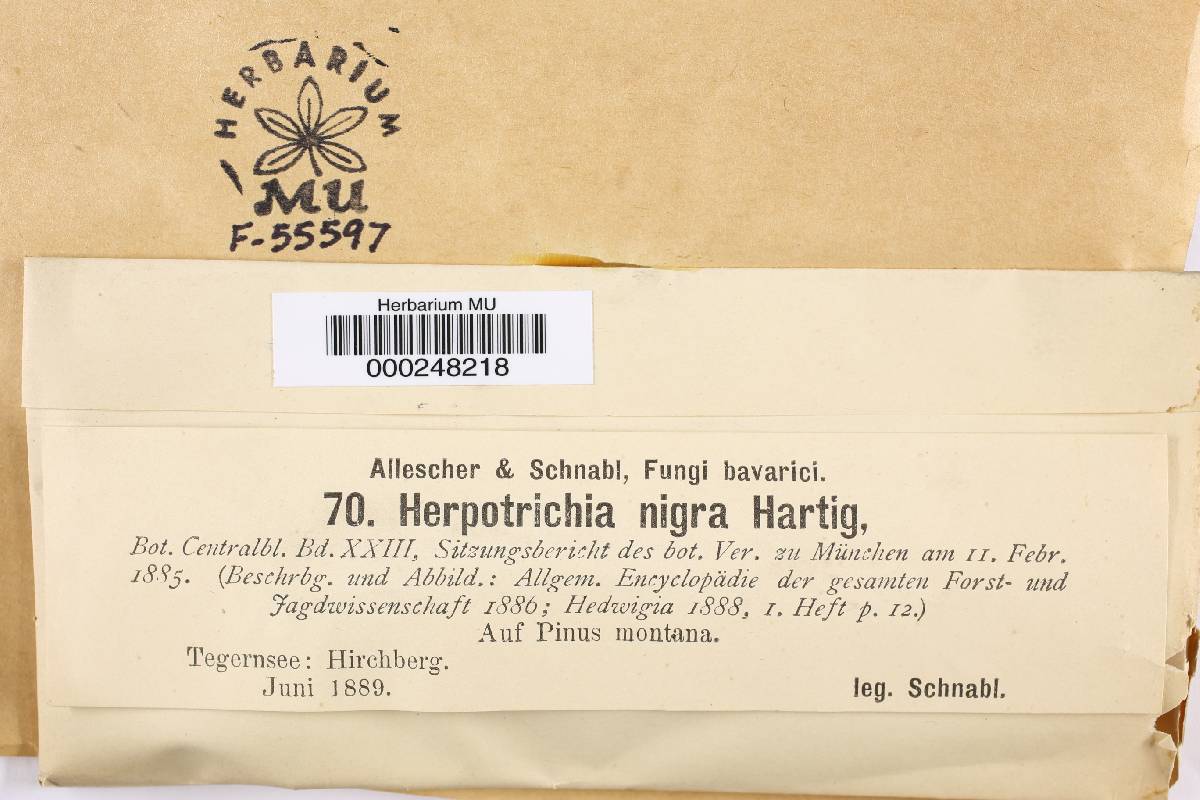 HERBARIUM
MU
F-55597
Herbarium MU
000248218
Allescher & Schnabl, Fungi bavarici.
70. Herpotrichia nigra Hartig,
Bot. Centralbl. Bd. XXIII, Sitzungsbericht des bot. Ver. zu München am 11. Febr.
1885. (Beschrbg. und Abbild.: Allgem. Encyclopädie der gesamten Forst- und
Jagdwissenschaft 1886; Hedwigia 1888, 1. Heft p. 12.)
Auf Pinus montana.
Tegernsee: Hirchberg.
Juni 1889.
leg. Schnabl.